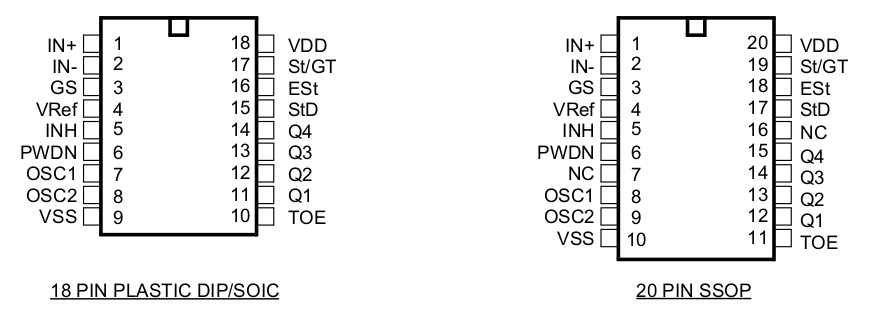 IN+ 1 18 VDD
IN- 2 17 St/GT
GS 3 16 ESt
VRef 4 15 StD
INH 5 14 Q4
PWDN 6 13 Q3
OSC1 7 12 Q2
OSC2 8 11 Q1
VSS 9 10 TOE
18 PIN PLASTIC DIP/SOIC
IN+ 1 20 VDD
IN- 2 19 St/GT
GS 3 18 ESt
VRef 4 17 StD
INH 5 16 NC
PWDN 6 15 Q4
NC 7 14 Q3
OSC1 8 13 Q2
OSC2 9 12 Q1
VSS 10 11 TOE
20 PIN SSOP